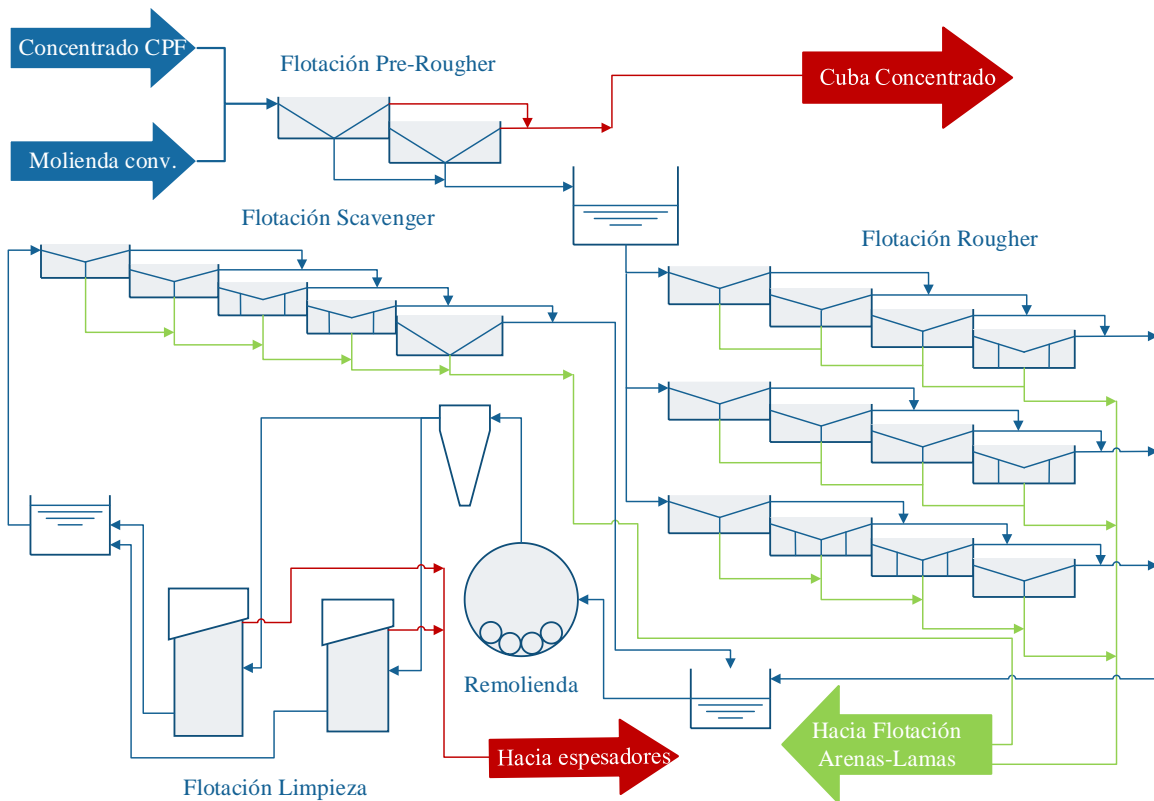 Concentrado CPF
Flotación Pre-Rougher
Cuba Concentrado
Molienda conv.
Flotación Scavenger
Flotación Rougher
Remolienda
Hacia Flotación
Arenas-Lamas
Hacia espesadores
Flotación Limpieza